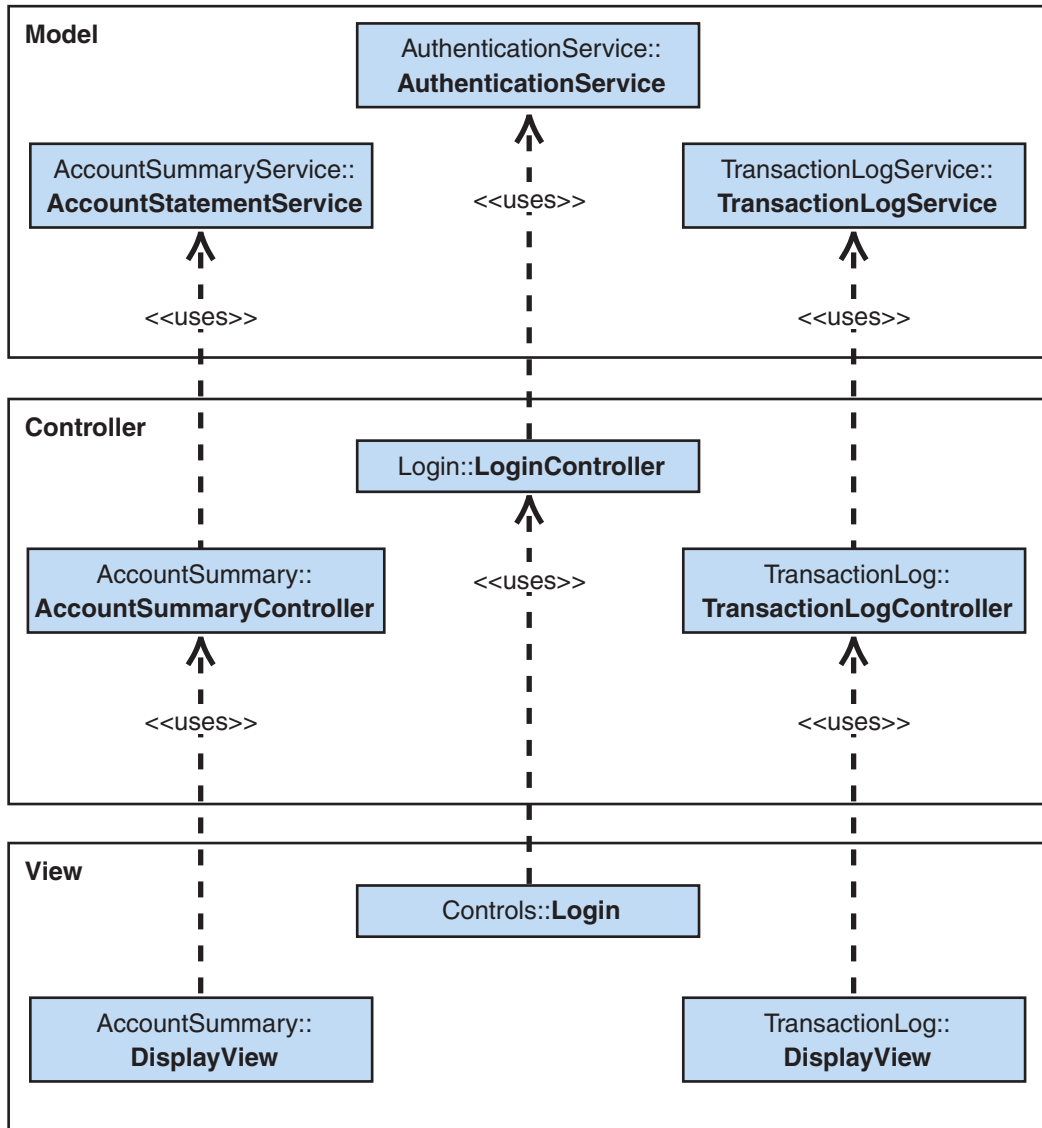 Model
AuthenticationService::
AuthenticationService
AccountSummaryService::
AccountStatementService
<<uses>>
TransactionLogService::
TransactionLogService
<<uses>>
<<uses>>
Controller
Login::LoginController
AccountSummary::
AccountSummaryController
<<uses>>
TransactionLog::
TransactionLogController
<<uses>>
<<uses>>
View
Controls::Login
AccountSummary::
DisplayView
TransactionLog::
DisplayView